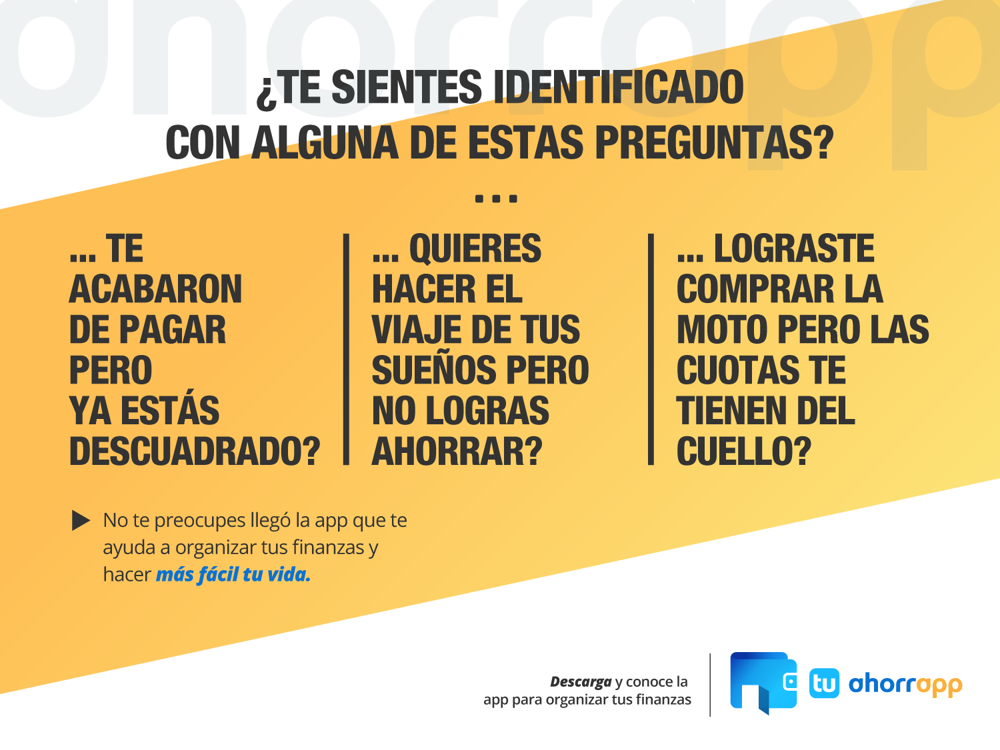 ahorrapp
¿TE SIENTES IDENTIFICADO
CON ALGUNA DE ESTAS PREGUNTAS?
...
... TE
ACABARON
DE PAGAR
PERO
YA ESTÁS
DESCUADRADO?
... QUIERES
HACER EL
VIAJE DE TUS
SUEÑOS PERO
NO LOGRAS
AHORRAR?
... LOGRASTE
COMPRAR LA
MOTO PERO LAS
CUOTAS TE
TIENEN DEL
CUELLO?
No te preocupes llegó la app que te
ayuda a organizar tus finanzas y
hacer más fácil tu vida.
Descarga y conoce la
app para organizar tus finanzas
tu ahorrapp